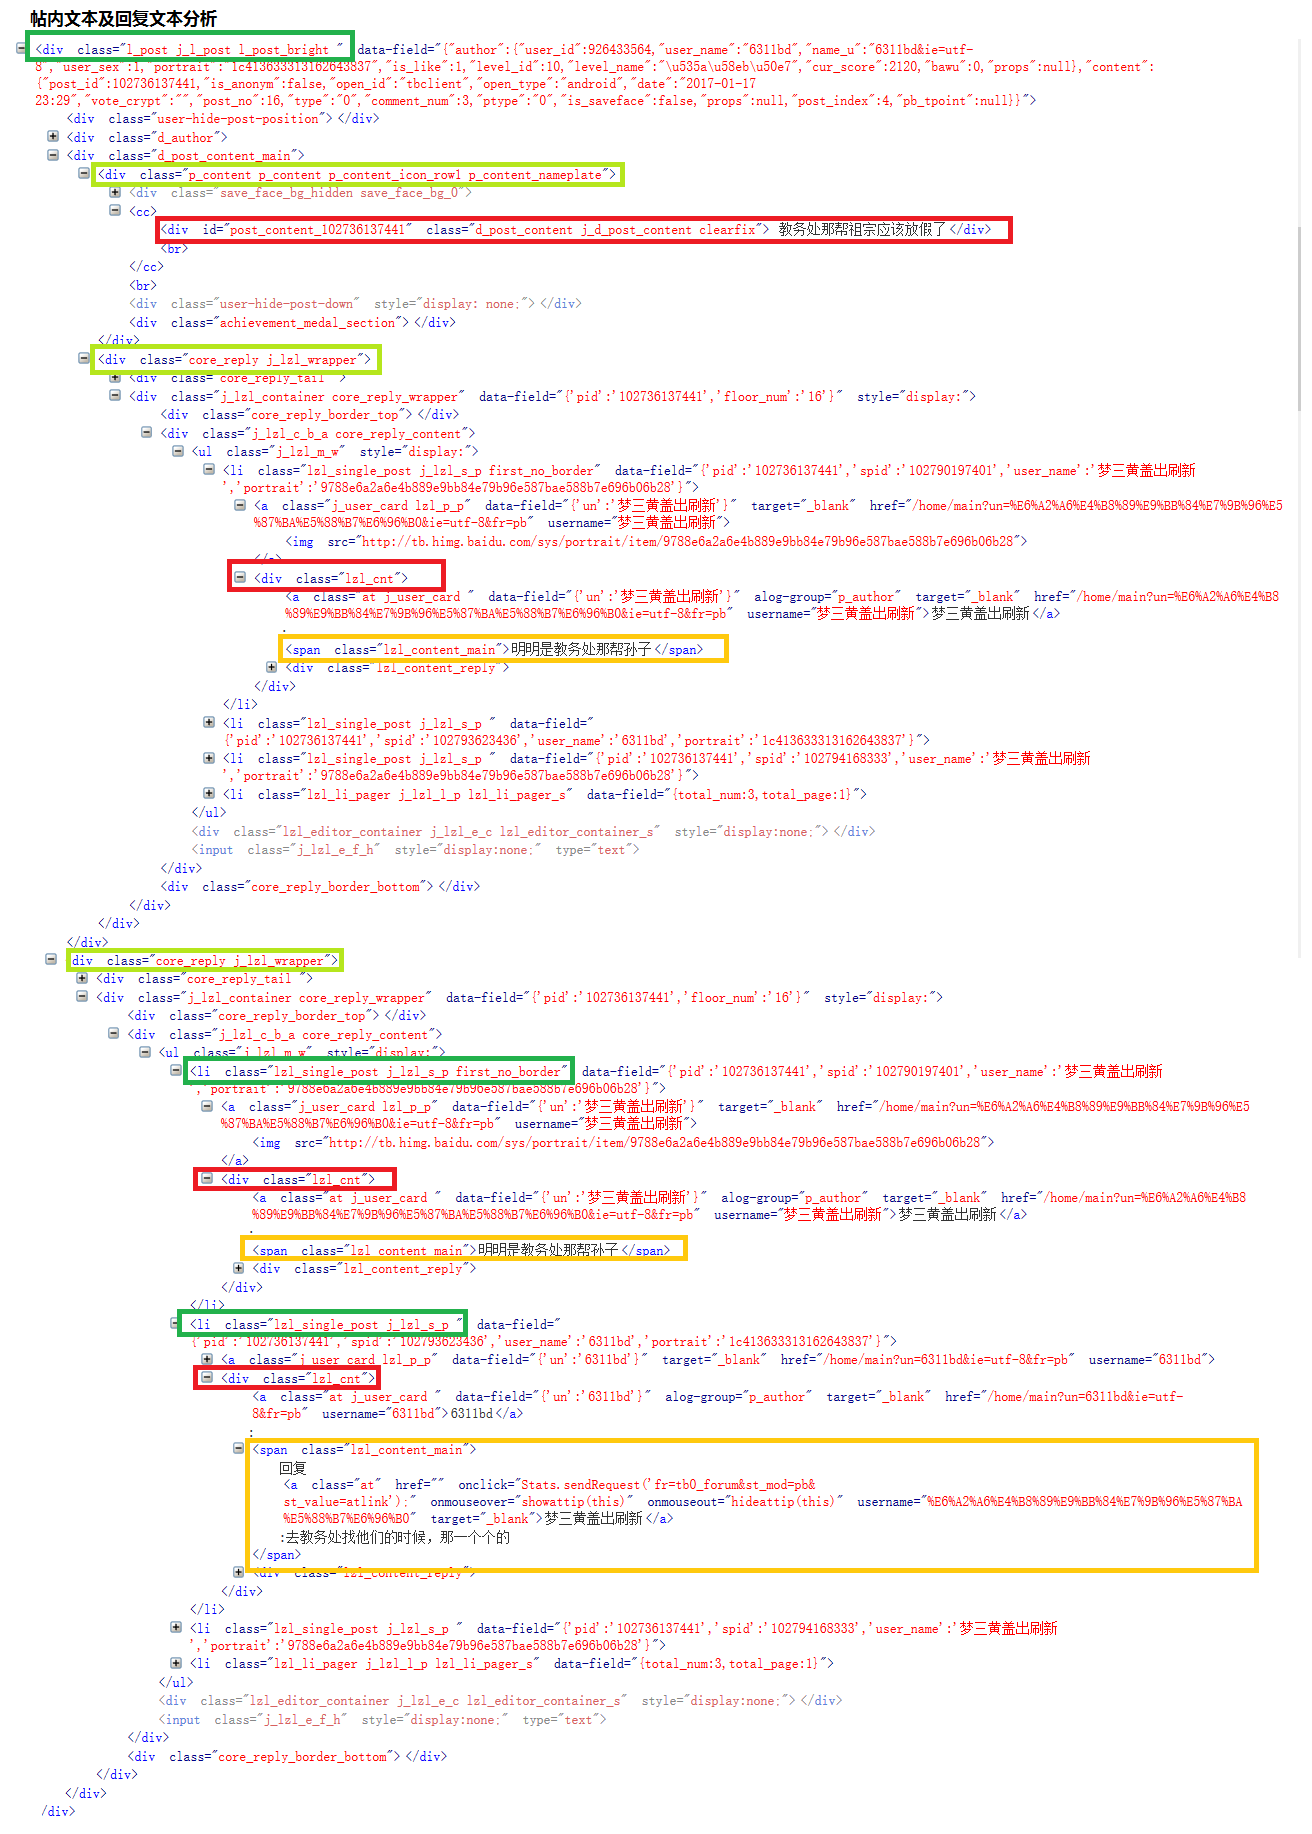 帖内文本及回复文本分析
<div class="l_post j_l_post l_post_bright " data-field="{"author":{"user_id":926433564,"user_name":"6311bd","name_u":"6311bd&ie=utf-
8","user_sex":1,"portrait":"1c413633313162643837","is_like":1,"level_id":10,"level_name":"\u535a\u58eb\u50e7","cur_score":2120,"bawu":0,"props":null},"content":
{"post_id":102736137441,"is_anonym":false,"open_id":"tbclient","open_type":"android","date":"2017-01-17
23:29","vote_crypt":"","post_no":16,"type":"0","comment_num":3,"ptype":"0","is_saveface":false,"props":null,"post_index":4,"pb_tpoint":null}}">
<div class="user-hide-post-position"></div>
<div class="d_author">
<div class="d_post_content_main">
<div class="p_content p_content p_content_icon_row1 p_content_nameplate">
<div class="save_face_bg_hidden save_face_bg_0">
<cc>
<div id="post_content_102736137441" class="d_post_content j_d_post_content clearfix"> 教务处那帮祖宗应该放假了</div>
<br>
</cc>
<br>
<div class="user-hide-post-down" style="display: none;"></div>
<div class="achievement_medal_section"></div>
</div>
<div class="core_reply j_lzl_wrapper">
<div class="core_reply_tail ">
<div class="j_lzl_container core_reply_wrapper" data-field="{'pid':'102736137441','floor_num':'16'}" style="display:">
<div class="core_reply_border_top"></div>
<div class="j_lzl_c_b_a core_reply_content">
<ul class="j_lzl_m_w" style="display:">
<li class="lzl_single_post j_lzl_s_p first_no_border" data-field="{'pid':'102736137441','spid':'102790197401','user_name':'梦三黄盖出刷新
','portrait':'9788e6a2a6e4b889e9bb84e79b96e587bae588b7e696b06b28'}">
<a class="j_user_card lzl_p_p" data-field="{'un':'梦三黄盖出刷新'}" target="_blank" href="/home/main?un=%E6%A2%A6%E4%B8%89%E9%BB%84%E7%9B%96%E5
%87%BA%E5%88%B7%E6%96%B0&ie=utf-8&fr=pb" username="梦三黄盖出刷新">
<img src="http://tb.himg.baidu.com/sys/portrait/item/9788e6a2a6e4b889e9bb84e79b96e587bae588b7e696b06b28">
</a>
<div class="lzl_cnt">
<a class="at j_user_card " data-field="{'un':'梦三黄盖出刷新'}" alog-group="p_author" target="_blank" href="/home/main?un=%E6%A2%A6%E4%B8
%89%E9%BB%84%E7%9B%96%E5%87%BA%E5%88%B7%E6%96%B0&ie=utf-8&fr=pb" username="梦三黄盖出刷新">梦三黄盖出刷新</a>
:
<span class="lzl_content_main">明明是教务处那帮孙子</span>
<div class="lzl_content_reply">
</div>
</li>
<li class="lzl_single_post j_lzl_s_p " data-field="
{'pid':'102736137441','spid':'102793623436','user_name':'6311bd','portrait':'1c413633313162643837'}">
<li class="lzl_single_post j_lzl_s_p " data-field="{'pid':'102736137441','spid':'102794168333','user_name':'梦三黄盖出刷新
','portrait':'9788e6a2a6e4b889e9bb84e79b96e587bae588b7e696b06b28'}">
<li class="lzl_li_pager j_lzl_l_p lzl_li_pager_s" data-field="{total_num:3,total_page:1}">
</ul>
<div class="lzl_editor_container j_lzl_e_c lzl_editor_container_s" style="display:none;"></div>
<input class="j_lzl_e_f_h" style="display:none;" type="text">
</div>
<div class="core_reply_border_bottom"></div>
</div>
</div>
</div>
div class="core_reply j_lzl_wrapper">
<div class="core_reply_tail ">
<div class="j_lzl_container core_reply_wrapper" data-field="{'pid':'102736137441','floor_num':'16'}" style="display:">
<div class="core_reply_border_top"></div>
<div class="j_lzl_c_b_a core_reply_content">
<ul class="j_lzl_m_w" style="display:">
<li class="lzl_single_post j_lzl_s_p first_no_border" data-field="{'pid':'102736137441','spid':'102790197401','user_name':'梦三黄盖出刷新
','portrait':'9788e6a2a6e4b889e9bb84e79b96e587bae588b7e696b06b28'}">
<a class="j_user_card lzl_p_p" data-field="{'un':'梦三黄盖出刷新'}" target="_blank" href="/home/main?un=%E6%A2%A6%E4%B8%89%E9%BB%84%E7%9B%96%E5
%87%BA%E5%88%B7%E6%96%B0&ie=utf-8&fr=pb" username="梦三黄盖出刷新">
<img src="http://tb.himg.baidu.com/sys/portrait/item/9788e6a2a6e4b889e9bb84e79b96e587bae588b7e696b06b28">
</a>
<div class="lzl_cnt">
<a class="at j_user_card " data-field="{'un':'梦三黄盖出刷新'}" alog-group="p_author" target="_blank" href="/home/main?un=%E6%A2%A6%E4%B8
%89%E9%BB%84%E7%9B%96%E5%87%BA%E5%88%B7%E6%96%B0&ie=utf-8&fr=pb" username="梦三黄盖出刷新">梦三黄盖出刷新</a>
:
<span class="lzl_content_main">明明是教务处那帮孙子</span>
<div class="lzl_content_reply">
</div>
</li>
<li class="lzl_single_post j_lzl_s_p " data-field="
{'pid':'102736137441','spid':'102793623436','user_name':'6311bd','portrait':'1c413633313162643837'}">
<a class="j_user_card lzl_p_p" data-field="{'un':'6311bd'}" target="_blank" href="/home/main?un=6311bd&ie=utf-8&fr=pb" username="6311bd">
<div class="lzl_cnt">
<a class="at j_user_card " data-field="{'un':'6311bd'}" alog-group="p_author" target="_blank" href="/home/main?un=6311bd&ie=utf-
8&fr=pb" username="6311bd">6311bd</a>
:
<span class="lzl_content_main">
回复
<a class="at" href="" onclick="Stats.sendRequest('fr=tb0_forum&st_mod=pb&
st_value=atlink');" onmouseover="showattip(this)" onmouseout="hideattip(this)" username="%E6%A2%A6%E4%B8%89%E9%BB%84%E7%9B%96%E5%87%BA
%E5%88%B7%E6%96%B0" target="_blank">梦三黄盖出刷新</a>
:去教务处找他们的时候，那一个个的
</span>
<div class="lzl_content_reply">
</div>
</li>
<li class="lzl_single_post j_lzl_s_p " data-field="{'pid':'102736137441','spid':'102794168333','user_name':'梦三黄盖出刷新
','portrait':'9788e6a2a6e4b889e9bb84e79b96e587bae588b7e696b06b28'}">
<li class="lzl_li_pager j_lzl_l_p lzl_li_pager_s" data-field="{total_num:3,total_page:1}">
</ul>
<div class="lzl_editor_container j_lzl_e_c lzl_editor_container_s" style="display:none;"></div>
<input class="j_lzl_e_f_h" style="display:none;" type="text">
</div>
<div class="core_reply_border_bottom"></div>
</div>
</div>
/div>